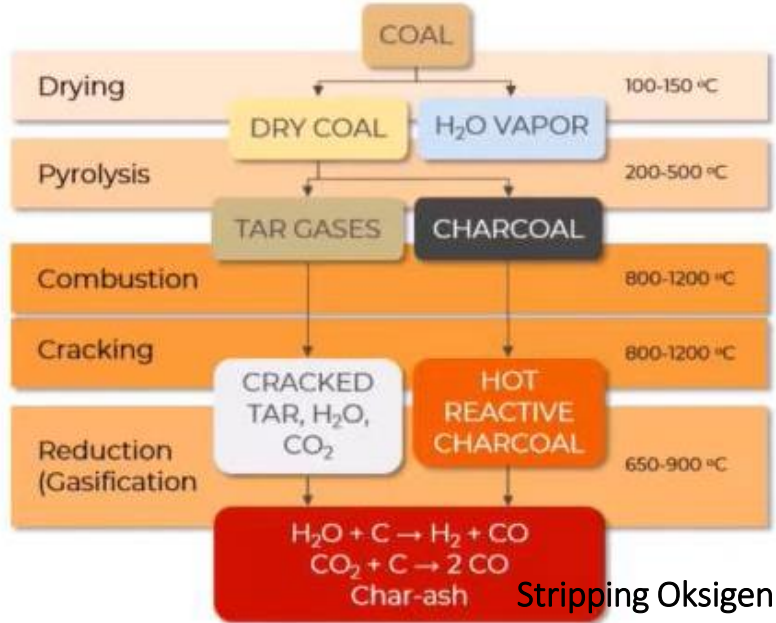 COAL
Drying
100-150 ºC
DRY COAL
H₂O VAPOR
Pyrolysis
200-500 ºC
TAR GASES
CHARCOAL
Combustion
800-1200 ºC
Cracking
800-1200 ºC
CRACKED
TAR, H₂O,
CO₂
HOT
REACTIVE
CHARCOAL
Reduction
(Gasification
650-900 ºC
H₂O + C → H₂ + CO
CO₂ + C → 2 CO
Char-ash
Stripping Oksigen